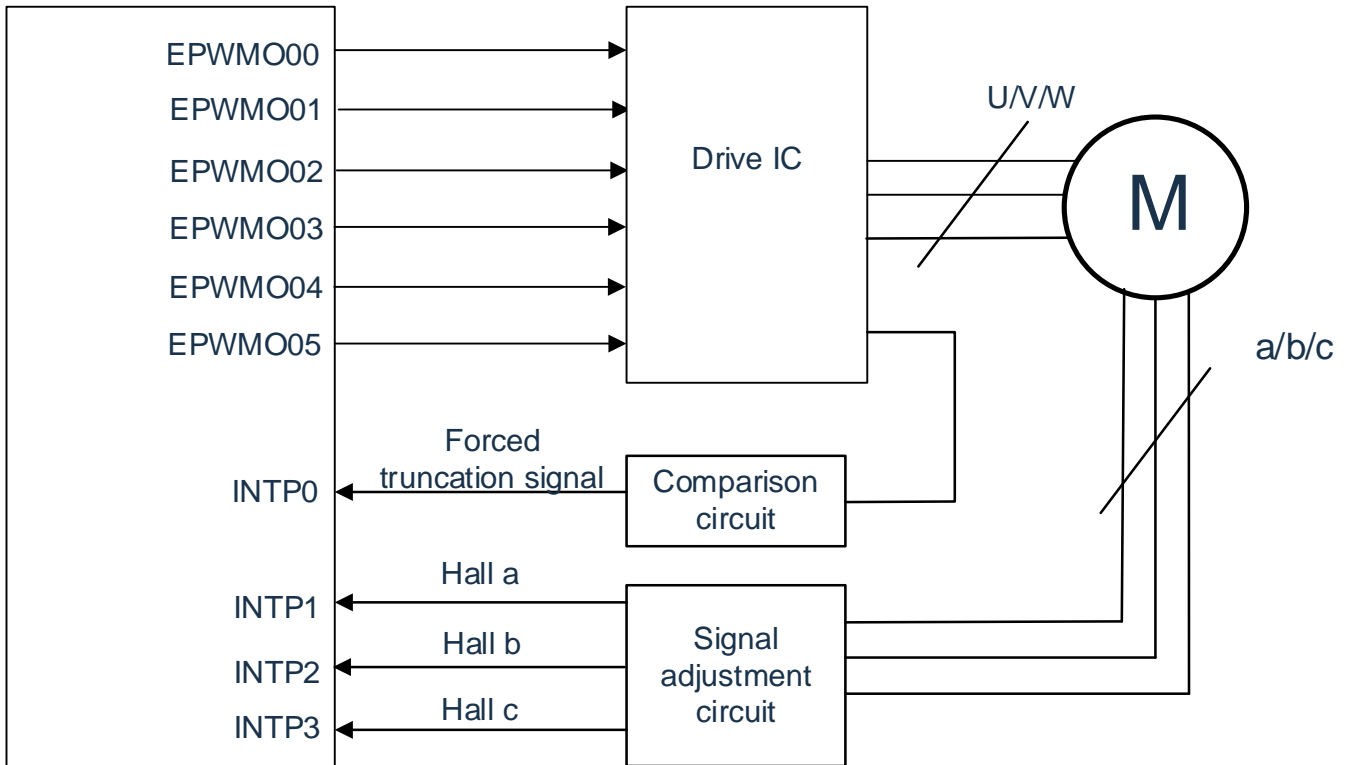 EPWMO00
EPWMO01
EPWMO02
EPWMO03
EPWMO04
EPWMO05
Drive IC
U/V/W
M
a/b/c
Forced
truncation signal
INTP0
Comparison
circuit
Hall a
INTP1
Hall b
INTP2
Hall c
INTP3
Signal
adjustment
circuit